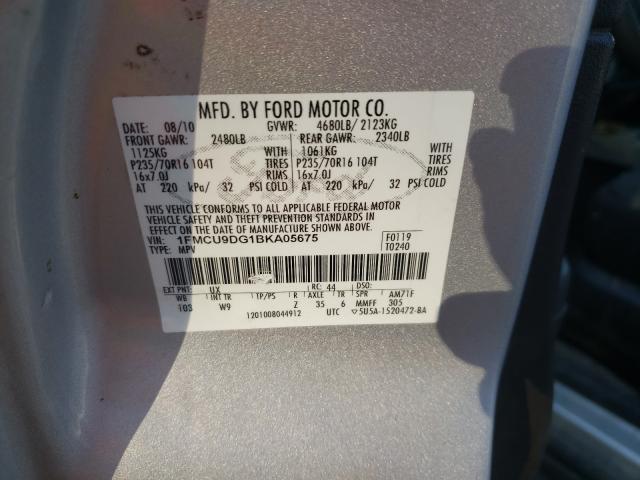 MFD. BY FORD MOTOR CO.
DATE: 08/10 GVWR: 4680LB/ 2123KG
FRONT GAWR: 2480LB REAR GAWR: 2340LB
1125KG WITH 1061KG WITH
P235/70R16 104T TIRES P235/70R16 104T TIRES
16x7.0J RIMS 16x7.0J RIMS
AT 220 kPa/ 32 PSI COLD AT 220 kPa/ 32 PSI COLD
THIS VEHICLE CONFORMS TO ALL APPLICABLE FEDERAL MOTOR
VEHICLE SAFETY AND THEFT PREVENTION STANDARDS IN
EFFECT ON THE DATE OF MANUFACTURE SHOWN ABOVE.
VIN: 1FMCU9DG1BKA05675 F0119
TYPE: MPV T0240
EXT PNT: UX RC: 44 DSO:
WB INT TR TP/PS R AXLE TR SPR AM71F
103 W9 2 35 6 MMFF 305
1201008044912 UTC ▽5U5A-1520472-BA